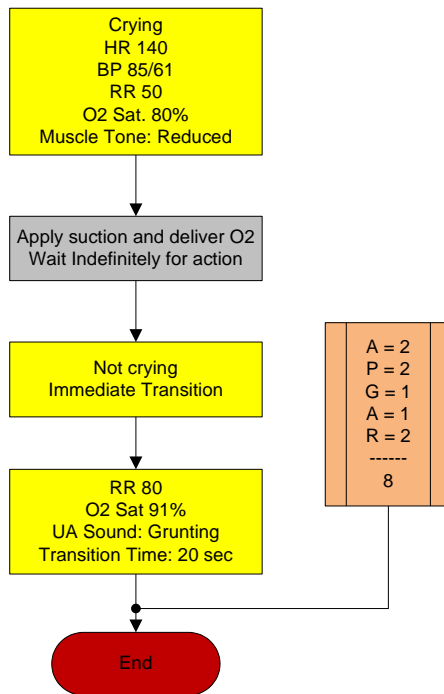 Crying
HR 140
BP 85/61
RR 50
O2 Sat. 80%
Muscle Tone: Reduced
Apply suction and deliver O2
Wait Indefinitely for action
Not crying
Immediate Transition
A = 2
P = 2
G = 1
A = 1
R = 2
------
8
RR 80
O2 Sat 91%
UA Sound: Grunting
Transition Time: 20 sec
End